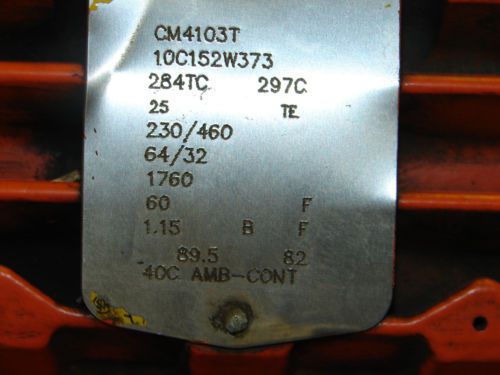 CM4103T
10C152W373
284TC 297C
25 TE
230/460
64/32
1760
60 F
1.15 B F
89.5 82
40C AMB-CONT